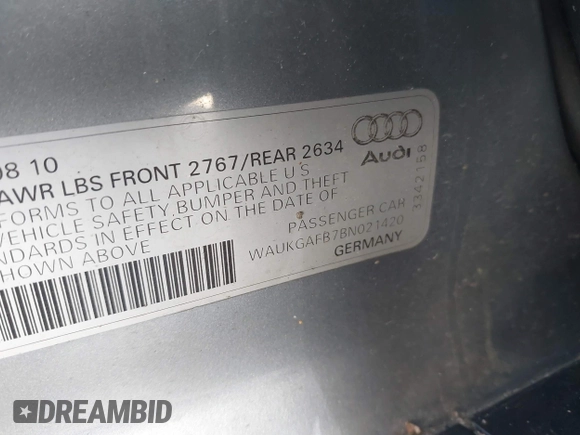 08 10
AWR LBS FRONT 2767/REAR 2634
FORMS TO ALL APPLICABLE U S
VEHICLE SAFETY, BUMPER AND THEFT
NDARDS IN EFFECT ON THE DATE OF
SHOWN ABOVE
PASSENGER CAR
WAUKGAFB7BN021420
GERMANY
Audi
3342158
DREAMBID